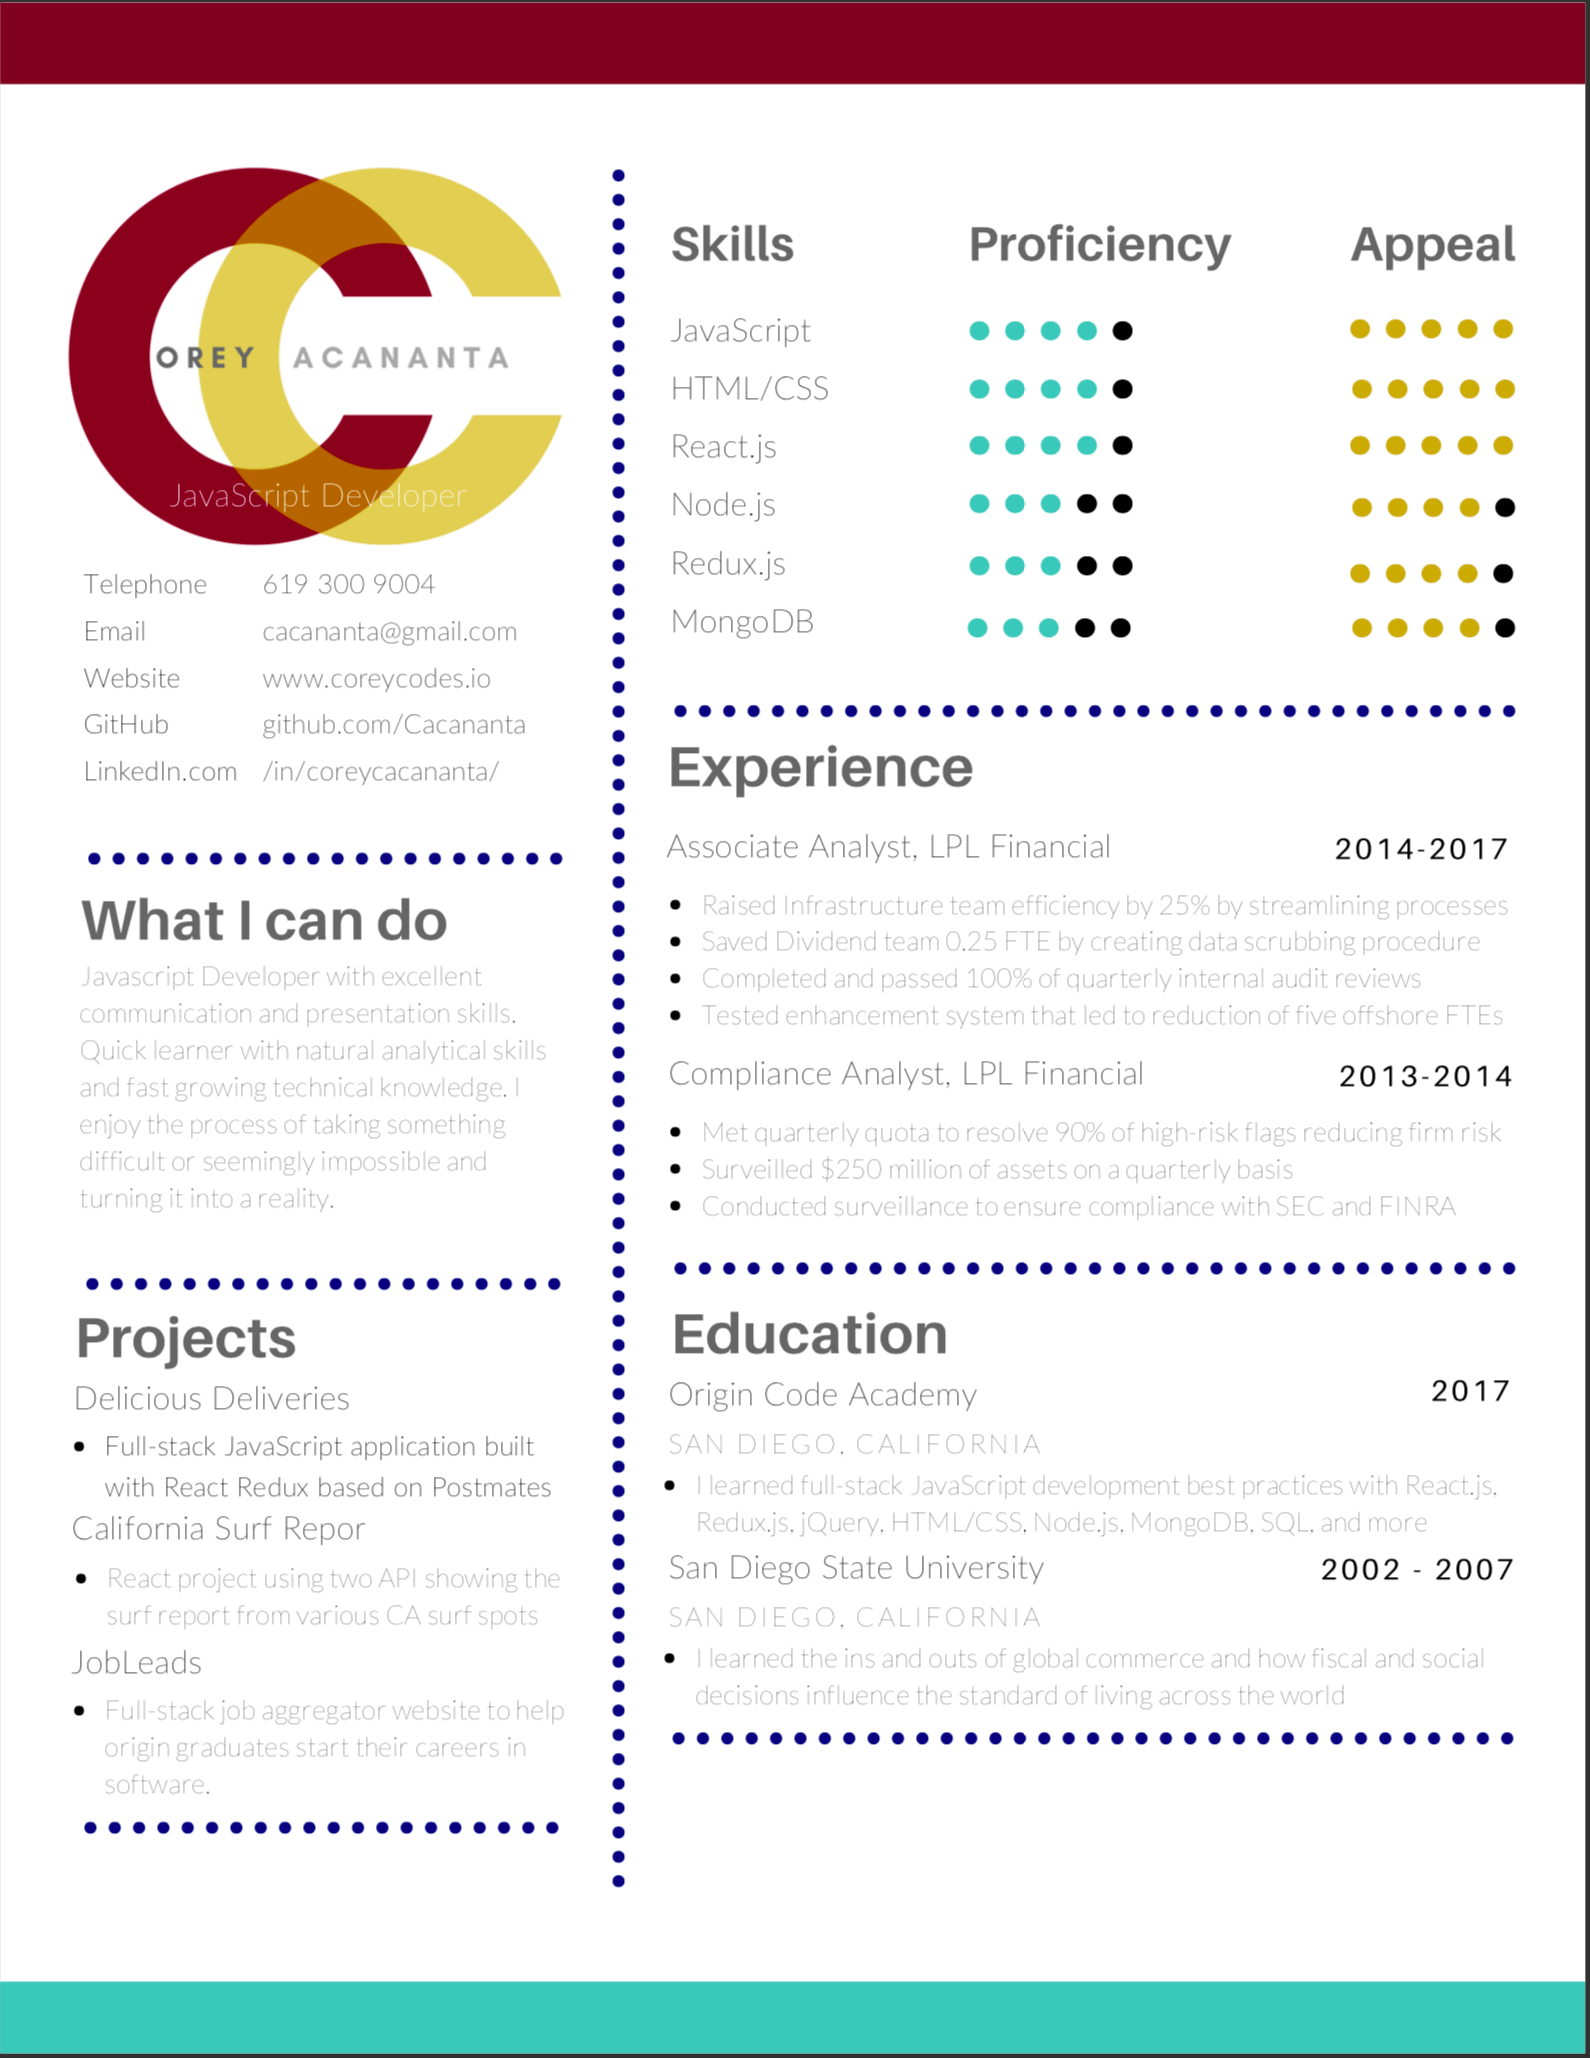 COREY CACANANTA
JavaScript Developer
Telephone 619 300 9004
Email cacananta@gmail.com
Website www.coreycodes.io
GitHub github.com/Cacananta
LinkedIn.com /in/coreycacananta/
What I can do
Javascript Developer with excellent
communication and presentation skills.
Quick learner with natural analytical skills
and fast growing technical knowledge. I
enjoy the process of taking something
difficult or seemingly impossible and
turning it into a reality.
Projects
Delicious Deliveries
• Full-stack JavaScript application built
with React Redux based on Postmates
California Surf Repor
• React project using two API showing the
surf report from various CA surf spots
JobLeads
• Full-stack job aggregator website to help
origin graduates start their careers in
software.
Skills Proficiency Appeal
JavaScript
HTML/CSS
React.js
Node.js
Redux.js
MongoDB
Experience
Associate Analyst, LPL Financial 2014-2017
• Raised Infrastructure team efficiency by 25% by streamlining processes
• Saved Dividend team 0.25 FTE by creating data scrubbing procedure
• Completed and passed 100% of quarterly internal audit reviews
• Tested enhancement system that led to reduction of five offshore FTEs
Compliance Analyst, LPL Financial 2013-2014
• Met quarterly quota to resolve 90% of high-risk flags reducing firm risk
• Surveilled $250 million of assets on a quarterly basis
• Conducted surveillance to ensure compliance with SEC and FINRA
Education
Origin Code Academy 2017
SAN DIEGO, CALIFORNIA
• I learned full-stack JavaScript development best practices with React.js,
Redux.js, jQuery, HTML/CSS, Node.js, MongoDB, SQL, and more
San Diego State University 2002 - 2007
SAN DIEGO, CALIFORNIA
• I learned the ins and outs of global commerce and how fiscal and social
decisions influence the standard of living across the world